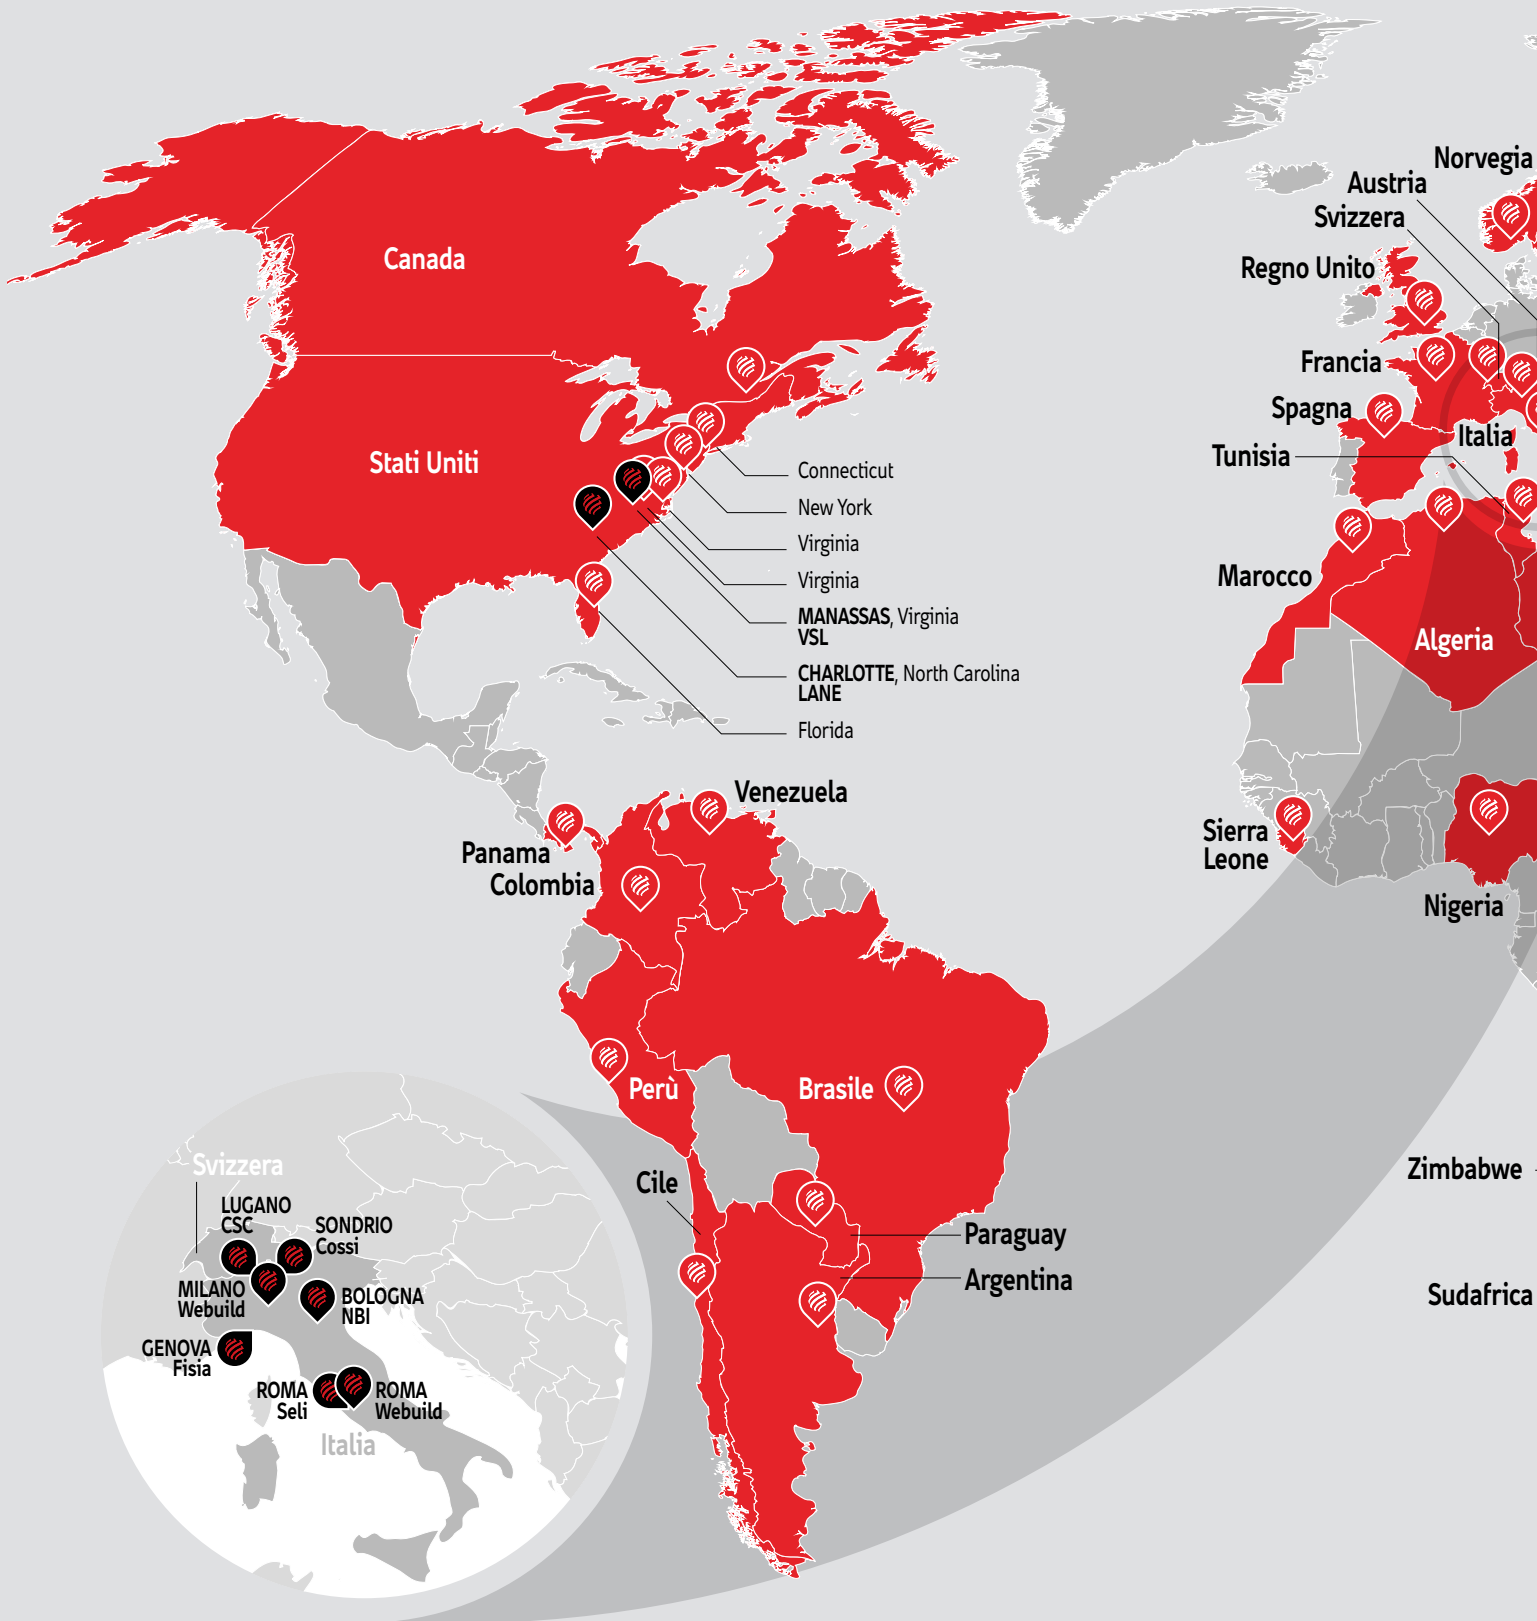 Norvegia
Austria
Svizzera
Regno Unito
Canada
Francia
Spagna
Italia
Tunisia
Stati Uniti
Connecticut
New York
Virginia
Virginia
MANASSAS, Virginia
VSL
CHARLOTTE, North Carolina
LANE
Florida
Marocco
Algeria
Venezuela
Panama
Colombia
Sierra
Leone
Nigeria
Perù
Brasile
Cile
Paraguay
Argentina
Zimbabwe
Sudafrica
Svizzera
LUGANO
CSC
SONDRIO
Cossi
MILANO
Webuild
BOLOGNA
NBI
GENOVA
Fisia
ROMA
Seli
ROMA
Webuild
Italia